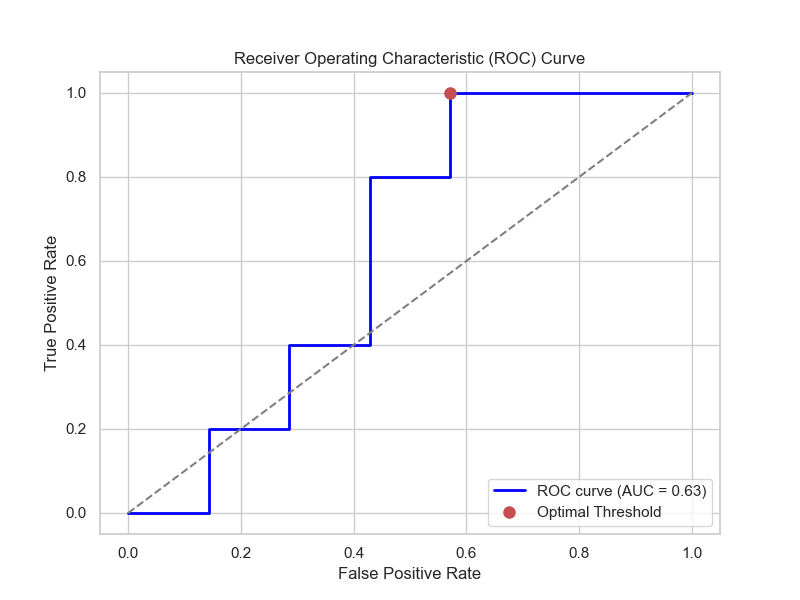 Receiver Operating Characteristic (ROC) Curve
1.0
0.8
0.6
0.4
0.2
0.0
True Positive Rate
0.0 0.2 0.4 0.6 0.8 1.0
False Positive Rate
ROC curve (AUC = 0.63)
Optimal Threshold